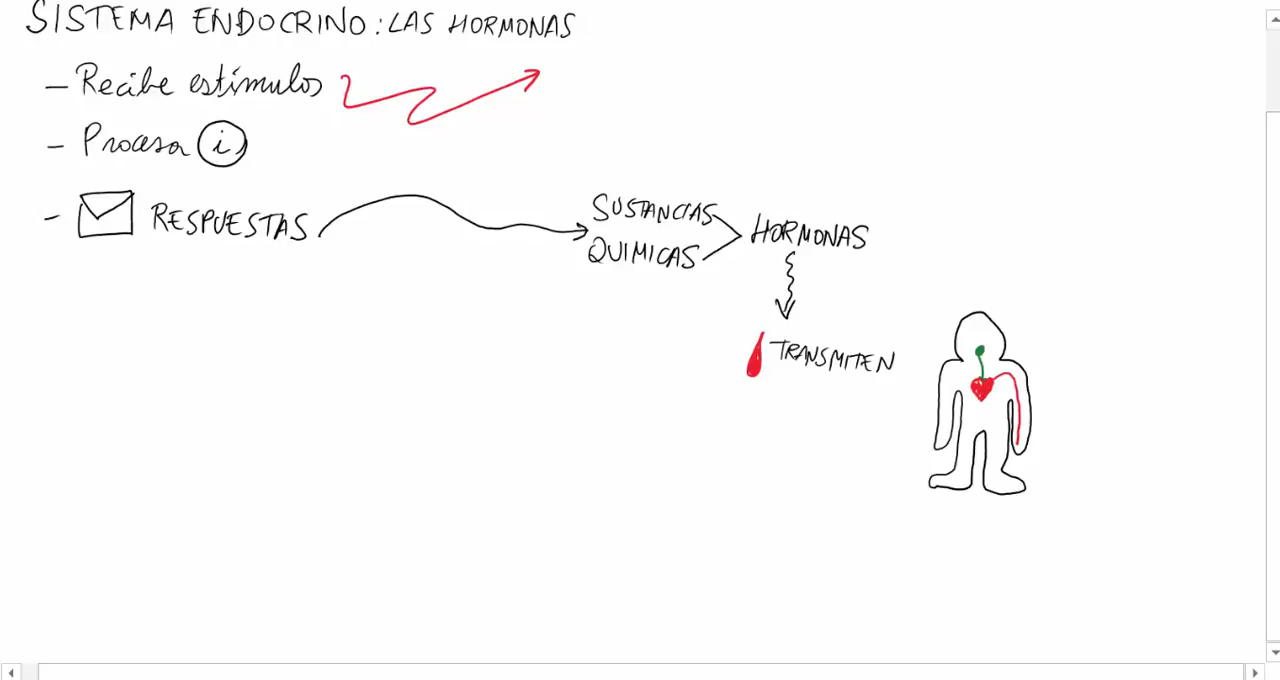 SISTEMA ENDOCRINO: LAS HORMONAS
- Recibe estímulos
- Procesa i
- RESPUESTAS
SUSTANCIAS
QUIMICAS
HORMONAS
TRANSMITEN